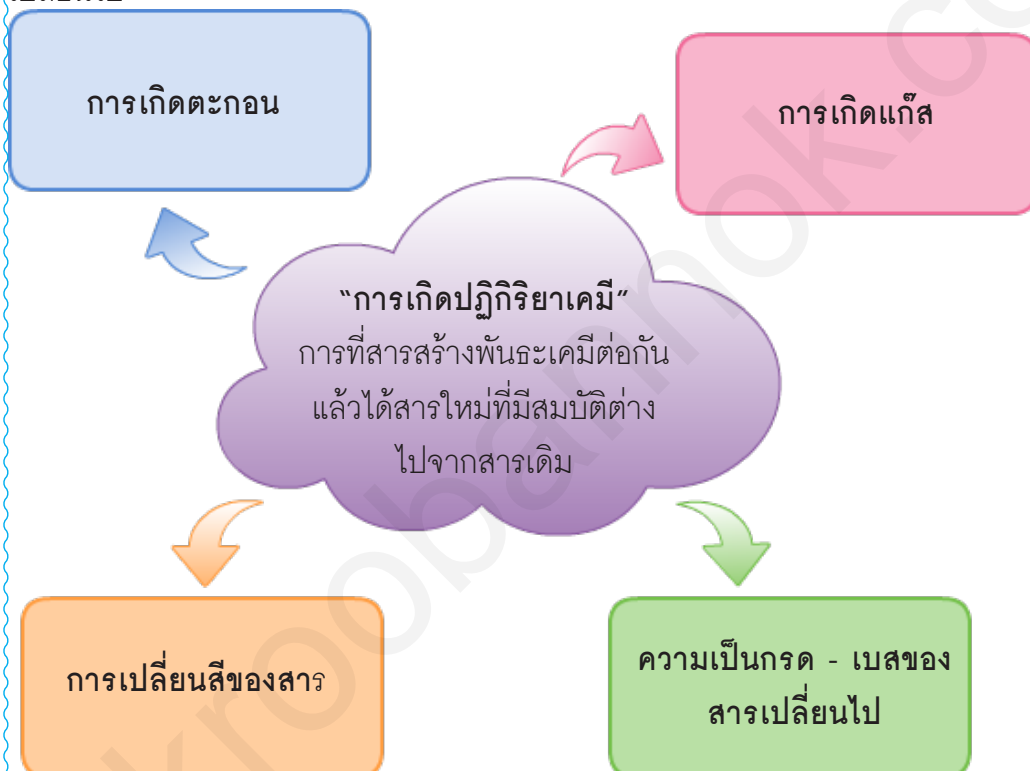 การเกิดตะกอน
การเกิดแก๊ส
“การเกิดปฏิกิริยาเคมี”
การที่สารสร้างพันธะเคมีต่อกัน
แล้วได้สารใหม่ที่มีสมบัติต่าง
ไปจากสารเดิม
การเปลี่ยนสีของสาร
ความเป็นกรด - เบสของ
สารเปลี่ยนไป